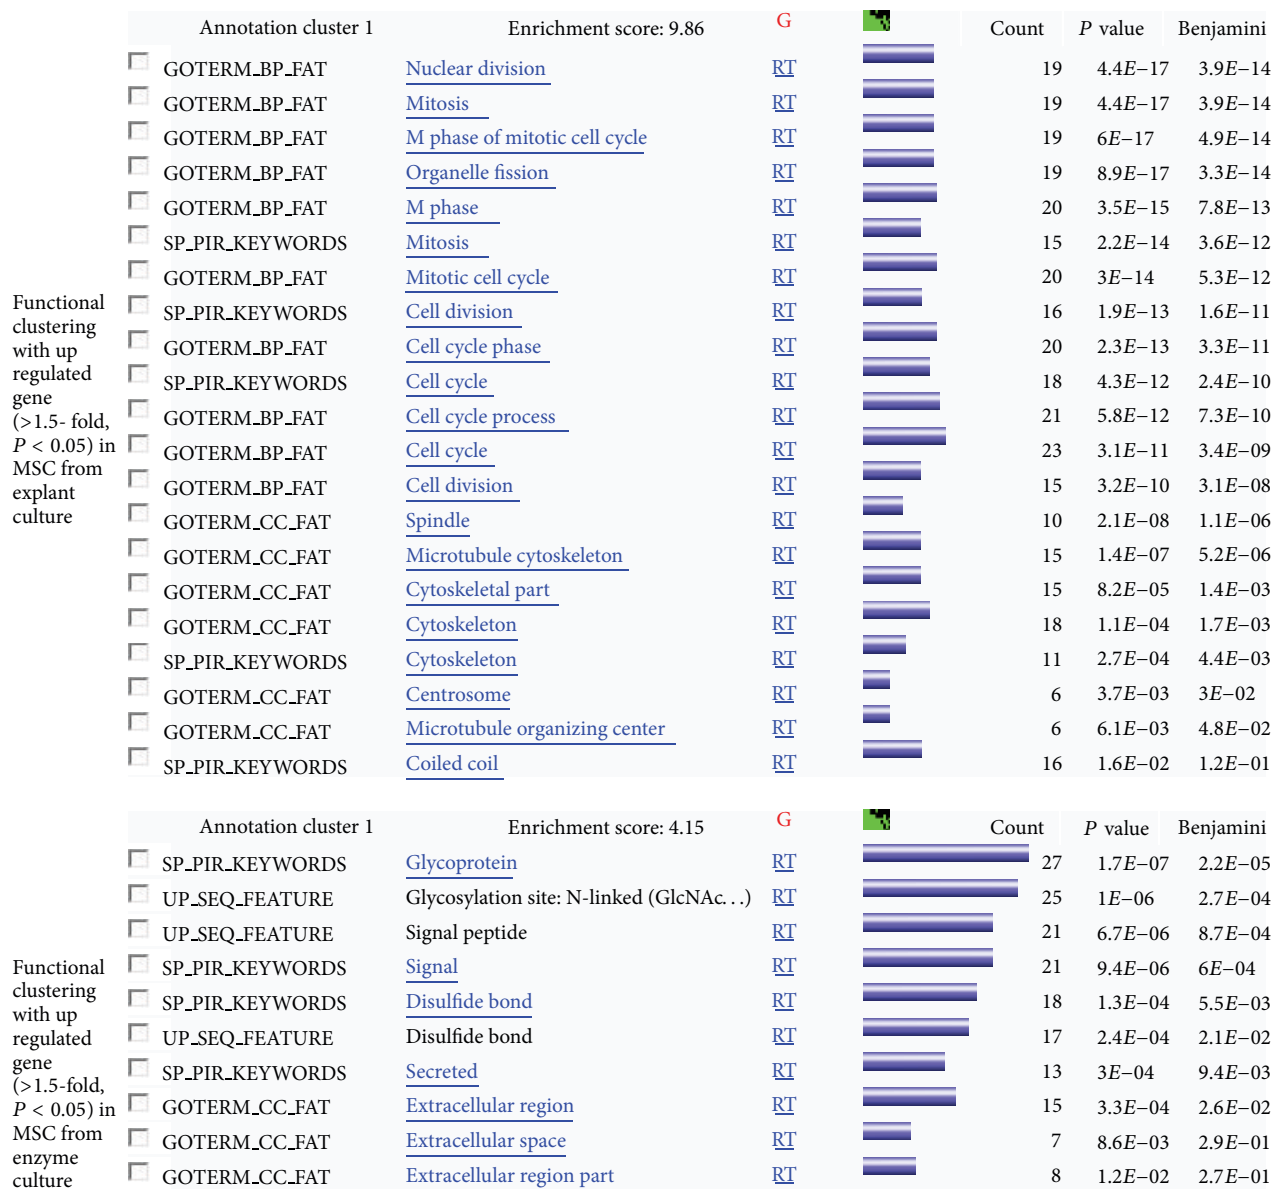 Functional
clustering
with up
regulated
gene
(>1.5- fold,
P < 0.05) in
MSC from
explant
culture
Annotation cluster 1 Enrichment score: 9.86 G Count P value Benjamini
GOTERM_BP_FAT Nuclear division RT 19 4.4E−17 3.9E−14
GOTERM_BP_FAT Mitosis RT 19 4.4E−17 3.9E−14
GOTERM_BP_FAT M phase of mitotic cell cycle RT 19 6E−17 4.9E−14
GOTERM_BP_FAT Organelle fission RT 19 8.9E−17 3.3E−14
GOTERM_BP_FAT M phase RT 20 3.5E−15 7.8E−13
SP_PIR_KEYWORDS Mitosis RT 15 2.2E−14 3.6E−12
GOTERM_BP_FAT Mitotic cell cycle RT 20 3E−14 5.3E−12
SP_PIR_KEYWORDS Cell division RT 16 1.9E−13 1.6E−11
GOTERM_BP_FAT Cell cycle phase RT 20 2.3E−13 3.3E−11
SP_PIR_KEYWORDS Cell cycle RT 18 4.3E−12 2.4E−10
GOTERM_BP_FAT Cell cycle process RT 21 5.8E−12 7.3E−10
GOTERM_BP_FAT Cell cycle RT 23 3.1E−11 3.4E−09
GOTERM_BP_FAT Cell division RT 15 3.2E−10 3.1E−08
GOTERM_CC_FAT Spindle RT 10 2.1E−08 1.1E−06
GOTERM_CC_FAT Microtubule cytoskeleton RT 15 1.4E−07 5.2E−06
GOTERM_CC_FAT Cytoskeletal part RT 15 8.2E−05 1.4E−03
GOTERM_CC_FAT Cytoskeleton RT 18 1.1E−04 1.7E−03
SP_PIR_KEYWORDS Cytoskeleton RT 11 2.7E−04 4.4E−03
GOTERM_CC_FAT Centrosome RT 6 3.7E−03 3E−02
GOTERM_CC_FAT Microtubule organizing center RT 6 6.1E−03 4.8E−02
SP_PIR_KEYWORDS Coiled coil RT 16 1.6E−02 1.2E−01
Functional
clustering
with up
regulated
gene
(>1.5-fold,
P < 0.05) in
MSC from
enzyme
culture
Annotation cluster 1 Enrichment score: 4.15 G Count P value Benjamini
SP_PIR_KEYWORDS Glycoprotein RT 27 1.7E−07 2.2E−05
UP_SEQ_FEATURE Glycosylation site: N-linked (GlcNAc. . .) RT 25 1E−06 2.7E−04
UP_SEQ_FEATURE Signal peptide RT 21 6.7E−06 8.7E−04
SP_PIR_KEYWORDS Signal RT 21 9.4E−06 6E−04
SP_PIR_KEYWORDS Disulfide bond RT 18 1.3E−04 5.5E−03
UP_SEQ_FEATURE Disulfide bond RT 17 2.4E−04 2.1E−02
SP_PIR_KEYWORDS Secreted RT 13 3E−04 9.4E−03
GOTERM_CC_FAT Extracellular region RT 15 3.3E−04 2.6E−02
GOTERM_CC_FAT Extracellular space RT 7 8.6E−03 2.9E−01
GOTERM_CC_FAT Extracellular region part RT 8 1.2E−02 2.7E−01